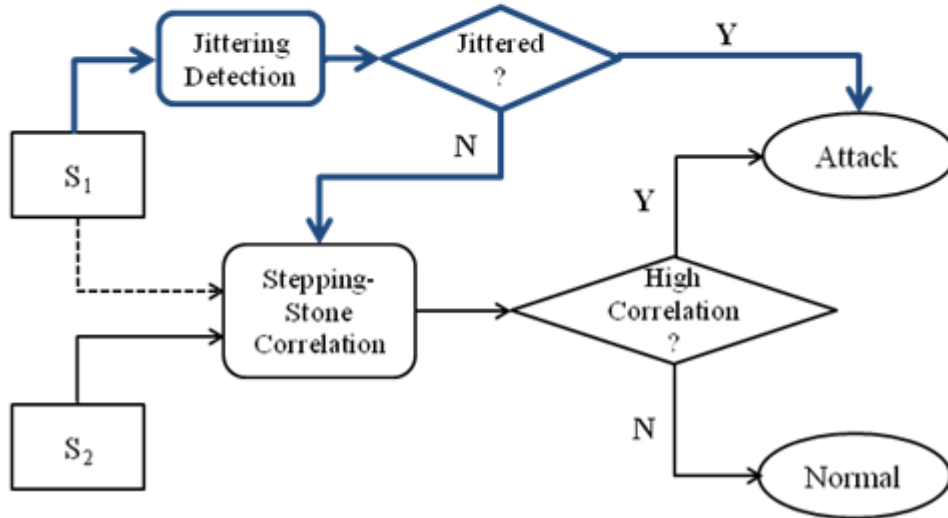 Jittering
Detection
Jittered
?
Y
N
S₁
Attack
Y
Stepping-
Stone
Correlation
High
Correlation
?
N
S₂
Normal